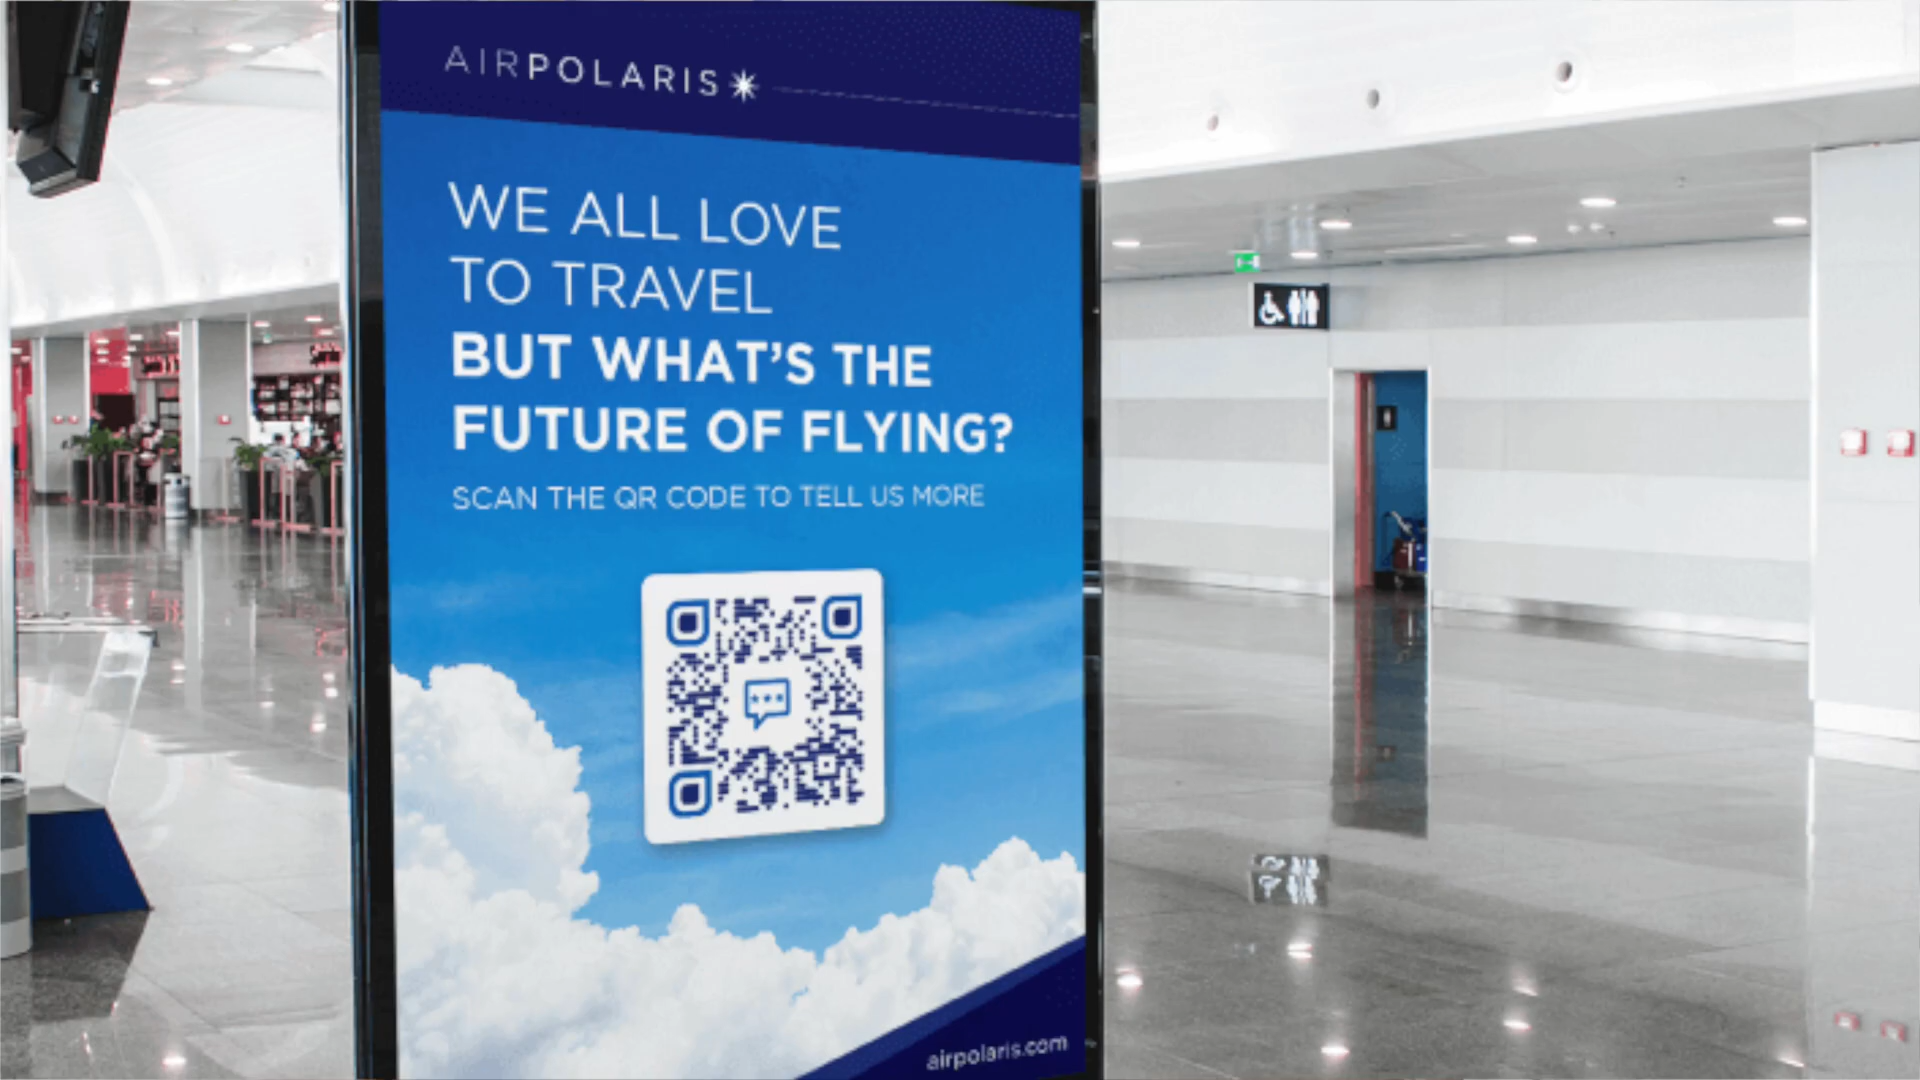 AIRPOLARIS
WE ALL LOVE
TO TRAVEL
BUT WHAT'S THE
FUTURE OF FLYING?
SCAN THE QR CODE TO TELL US MORE
airpolaris.com